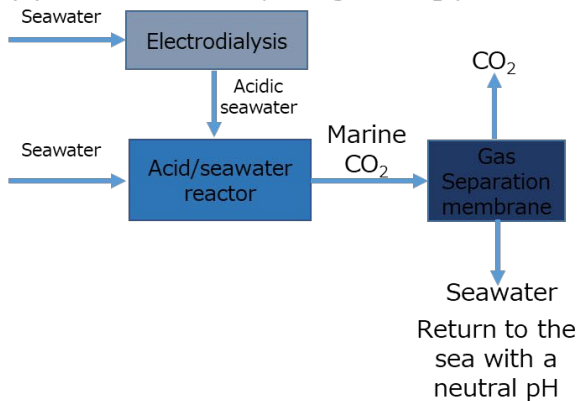 Seawater
Electrodialysis
Acidic
seawater
Seawater
Acid/seawater
reactor
Marine
CO₂
CO₂
Gas
Separation
membrane
Seawater
Return to the
sea with a
neutral pH